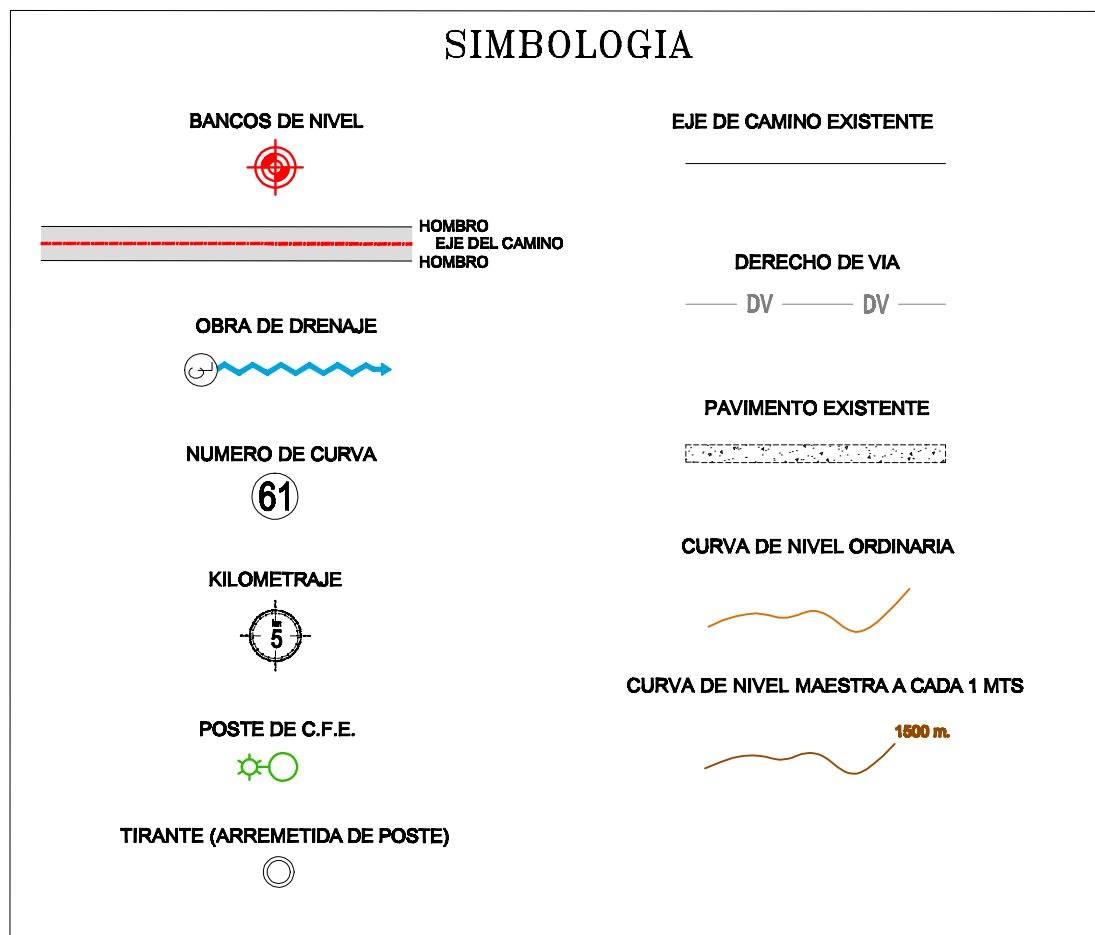 SIMBOLOGIA
BANCOS DE NIVEL
HOMBRO
EJE DEL CAMINO
HOMBRO
OBRA DE DRENAJE
CL
NUMERO DE CURVA
61
KILOMETRAJE
km
5
POSTE DE C.F.E.
TIRANTE (ARREMETIDA DE POSTE)
EJE DE CAMINO EXISTENTE
DERECHO DE VIA
DV DV
PAVIMENTO EXISTENTE
CURVA DE NIVEL ORDINARIA
CURVA DE NIVEL MAESTRA A CADA 1 MTS
1500 m.